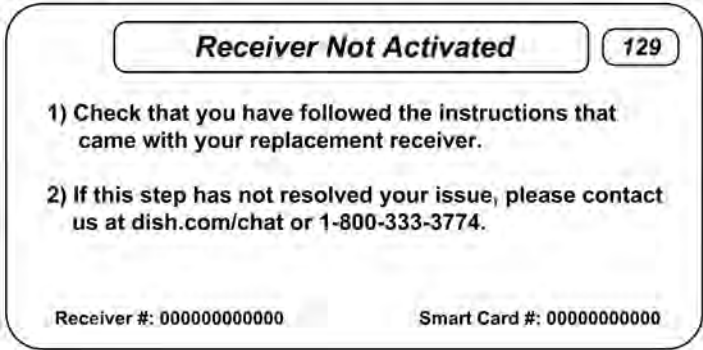 Receiver Not Activated 129
1) Check that you have followed the instructions that
came with your replacement receiver.
2) If this step has not resolved your issue, please contact
us at dish.com/chat or 1-800-333-3774.
Receiver #: 000000000000 Smart Card #: 00000000000